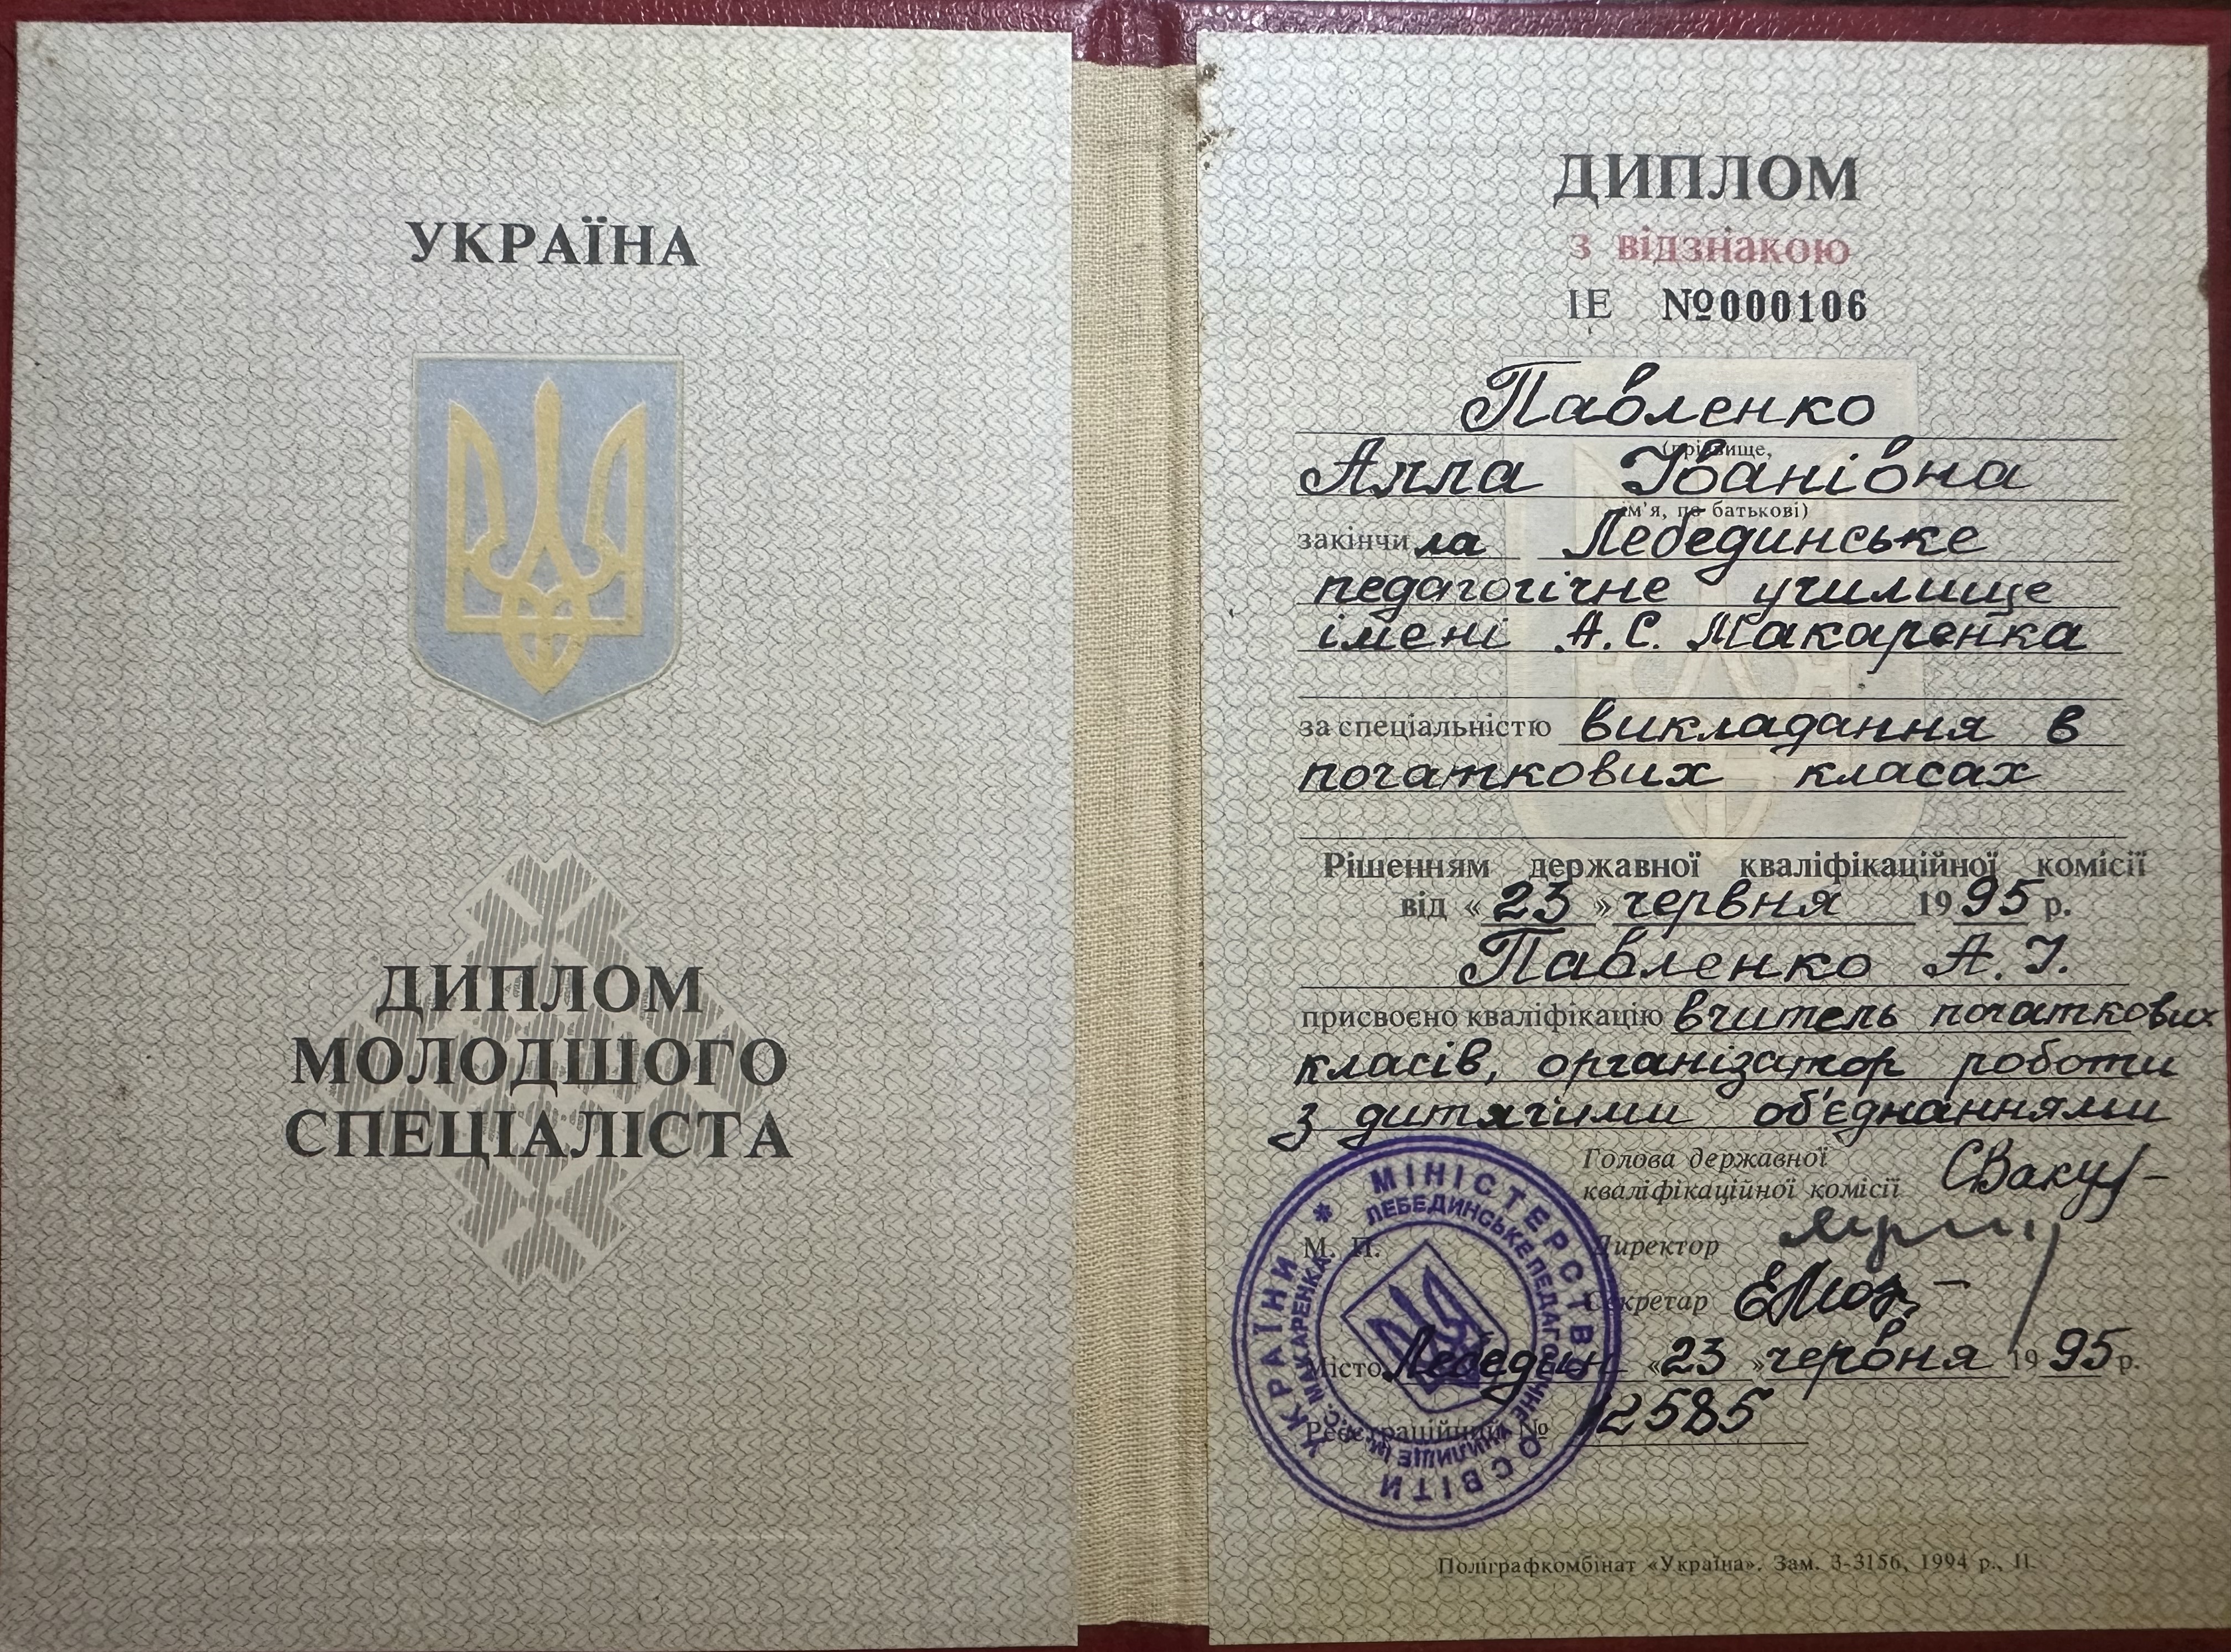 УКРАЇНА
ДИПЛОМ
МОЛОДШОГО
СПЕЦІАЛІСТА
ДИПЛОМ
з відзнакою
ІЕ №000106
Павленко
(прізвище,
Алла Іванівна
ім'я, по батькові)
закінчила Лебединське
педагогічне училище
імені А.С. Макаренка
за спеціальністю викладання в
початкових класах
Рішенням державної кваліфікаційної комісії
від «23» червня 1995 р.
Павленко А. І.
присвоєно кваліфікацію вчитель початкових
класів, організатор роботи
з дитячими об'єднаннями
Голова державної
кваліфікаційної комісії
М. П.
Директор
Секретар
Місто Лебедин «23» червня 1995 р.
Реєстраційний № 2585
МІНІСТЕРСТВО ОСВІТИ УКРАЇНИ *
ЛЕБЕДИНСЬКЕ ПЕДАГОГІЧНЕ УЧИЛИЩЕ ІМ. А.С. МАКАРЕНКА
Поліграфкомбінат «Україна». Зам. 3-3156, 1994 р., II.